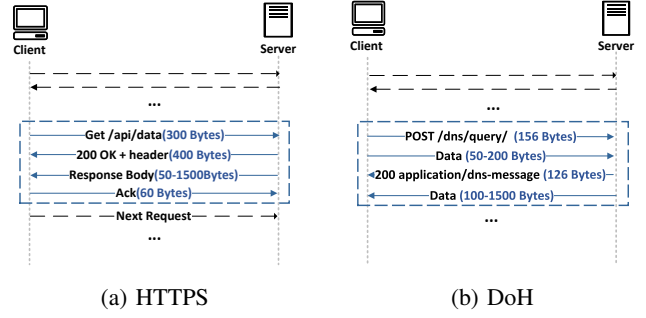 Client
Server
...
Get /api/data(300 Bytes)
200 OK + header(400 Bytes)
Response Body(50-1500Bytes)
Ack(60 Bytes)
Next Request
...
(a) HTTPS
Client
Server
...
POST /dns/query/ (156 Bytes)
Data (50-200 Bytes)
200 application/dns-message (126 Bytes)
Data (100-1500 Bytes)
...
(b) DoH